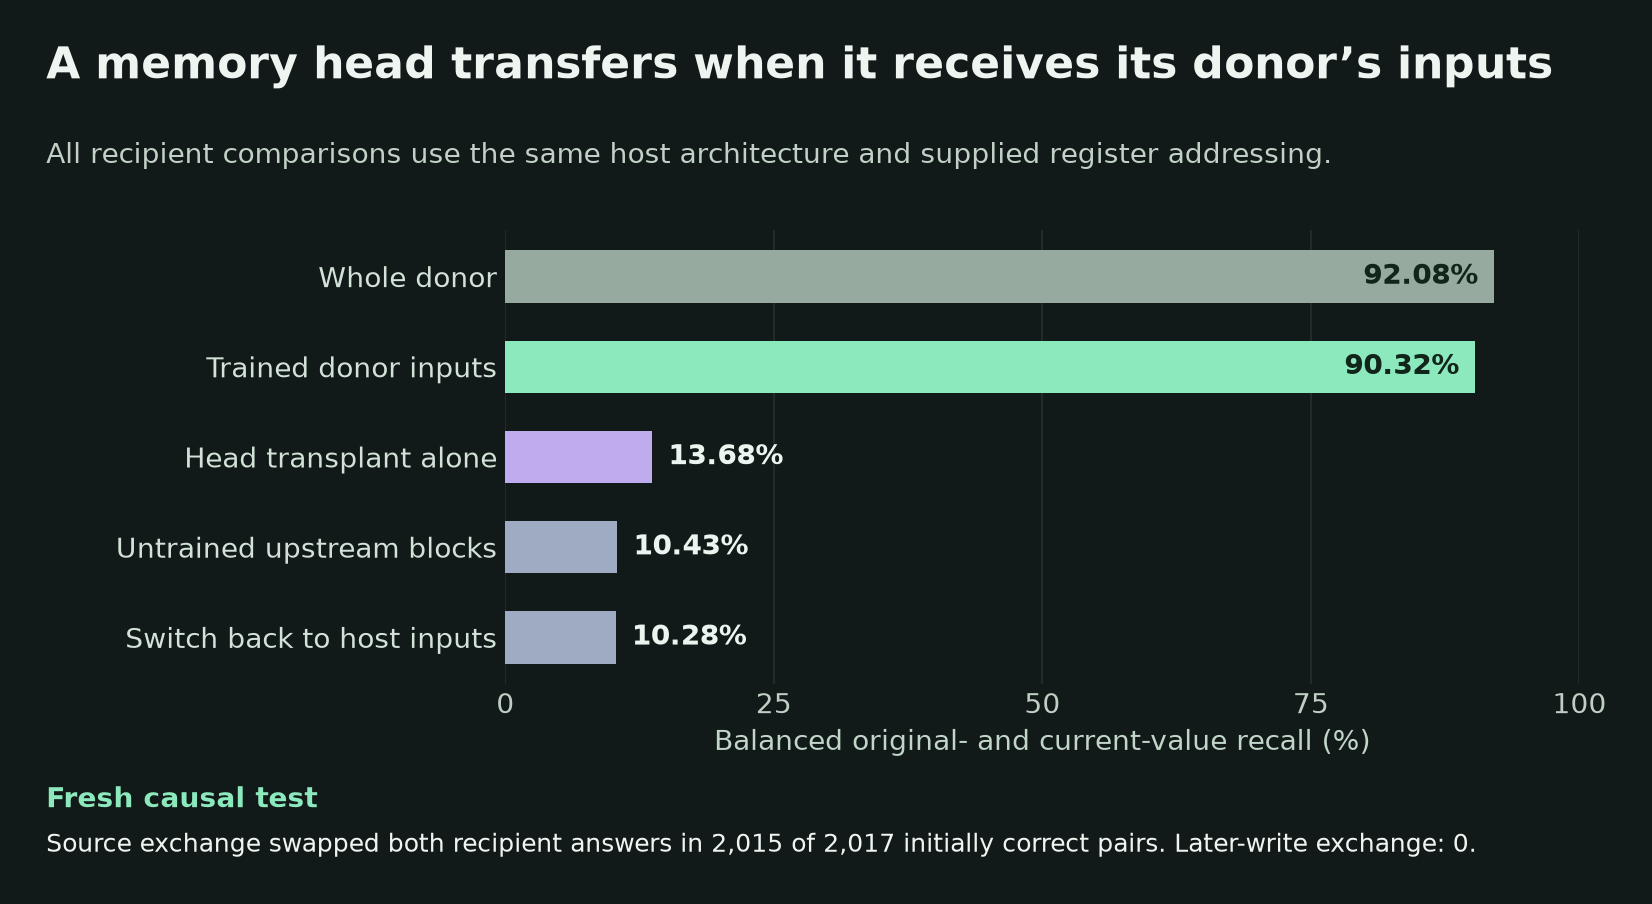 A memory head transfers when it receives its donor’s inputs
All recipient comparisons use the same host architecture and supplied register addressing.
Whole donor 92.08%
Trained donor inputs 90.32%
Head transplant alone 13.68%
Untrained upstream blocks 10.43%
Switch back to host inputs 10.28%
0 25 50 75 100
Balanced original- and current-value recall (%)
Fresh causal test
Source exchange swapped both recipient answers in 2,015 of 2,017 initially correct pairs. Later-write exchange: 0.